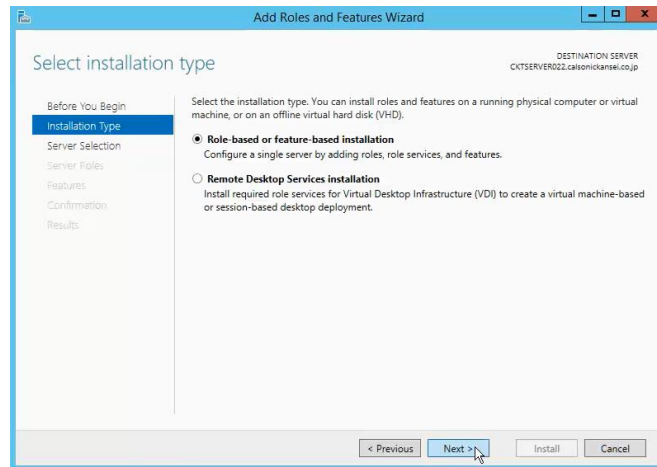 Add Roles and Features Wizard
Select installation type
DESTINATION SERVER
CKTSERVER022.calsonickansei.co.jp
Before You Begin
Installation Type
Server Selection
Server Roles
Features
Confirmation
Results
Select the installation type. You can install roles and features on a running physical computer or virtual
machine, or on an offline virtual hard disk (VHD).
Role-based or feature-based installation
Configure a single server by adding roles, role services, and features.
Remote Desktop Services installation
Install required role services for Virtual Desktop Infrastructure (VDI) to create a virtual machine-based
or session-based desktop deployment.
< Previous
Next >
Install
Cancel